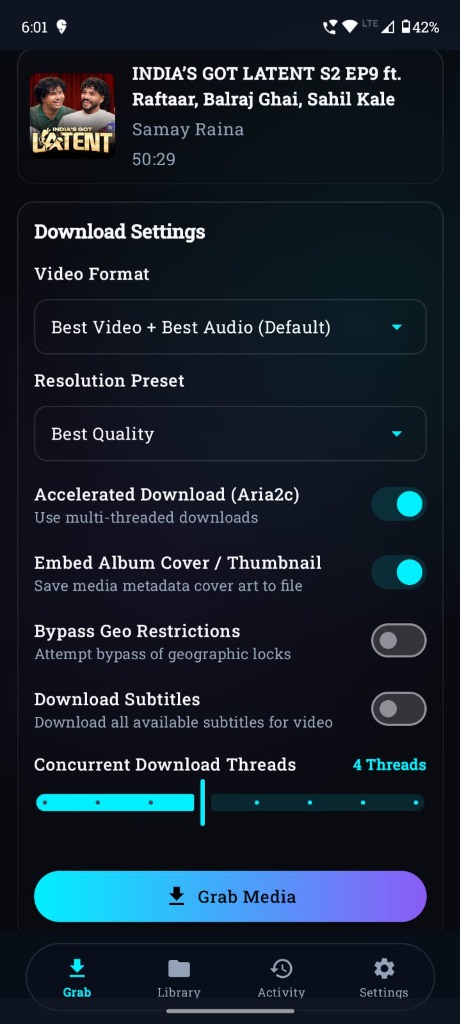 6:01
LTE
42%
INDIA'S GOT LATENT S2 EP9 ft.
Raftaar, Balraj Ghai, Sahil Kale
Samay Raina
50:29
INDIA'S GOT
LATENT
Download Settings
Video Format
Best Video + Best Audio (Default)
Resolution Preset
Best Quality
Accelerated Download (Aria2c)
Use multi-threaded downloads
Embed Album Cover / Thumbnail
Save media metadata cover art to file
Bypass Geo Restrictions
Attempt bypass of geographic locks
Download Subtitles
Download all available subtitles for video
Concurrent Download Threads
4 Threads
Grab Media
Grab
Library
Activity
Settings